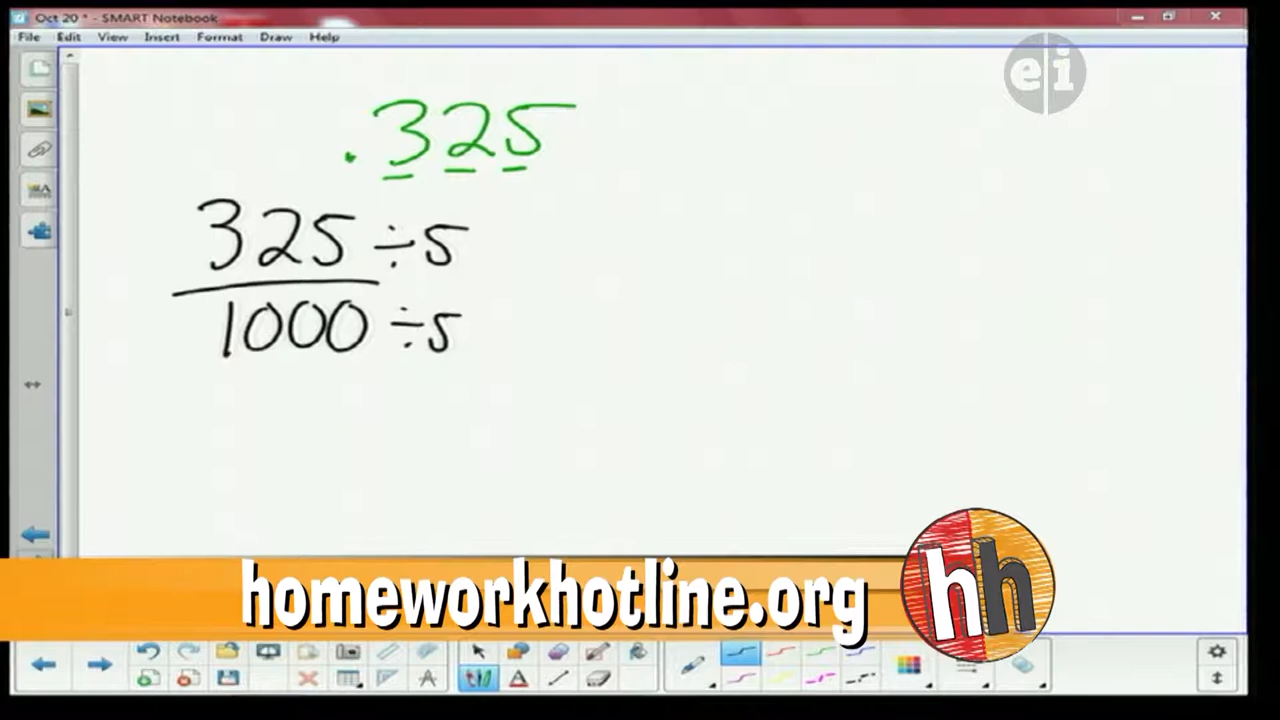 Oct 20 * - SMART Notebook
File Edit View Insert Format Draw Help
ei
.325
325 ÷5
1000 ÷5
homeworkhotline.org
hh